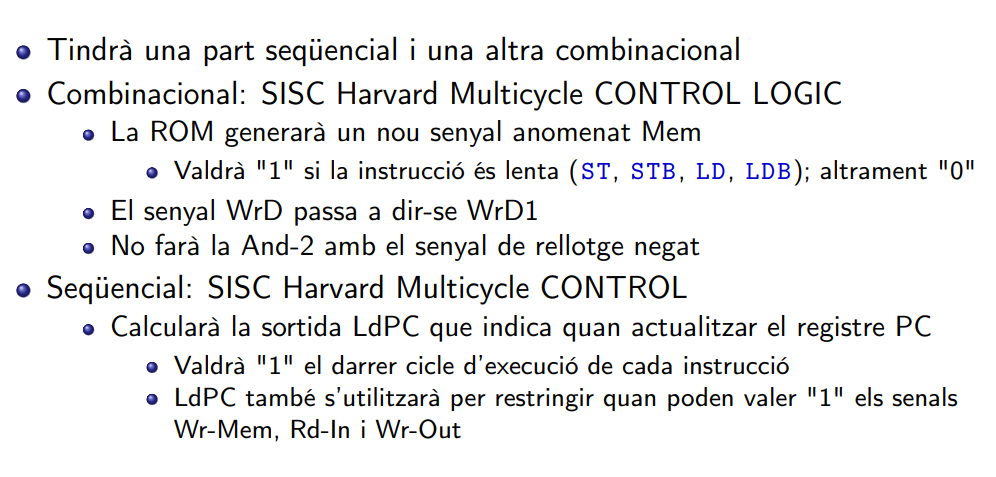 Tindrà una part seqüencial i una altra combinacional
Combinacional: SISC Harvard Multicycle CONTROL LOGIC
La ROM generarà un nou senyal anomenat Mem
Valdrà "1" si la instrucció és lenta (ST, STB, LD, LDB); altrament "0"
El senyal WrD passa a dir-se WrD1
No farà la And-2 amb el senyal de rellotge negat
Seqüencial: SISC Harvard Multicycle CONTROL
Calcularà la sortida LdPC que indica quan actualitzar el registre PC
Valdrà "1" el darrer cicle d'execució de cada instrucció
LdPC també s'utilitzarà per restringir quan poden valer "1" els senals
Wr-Mem, Rd-In i Wr-Out